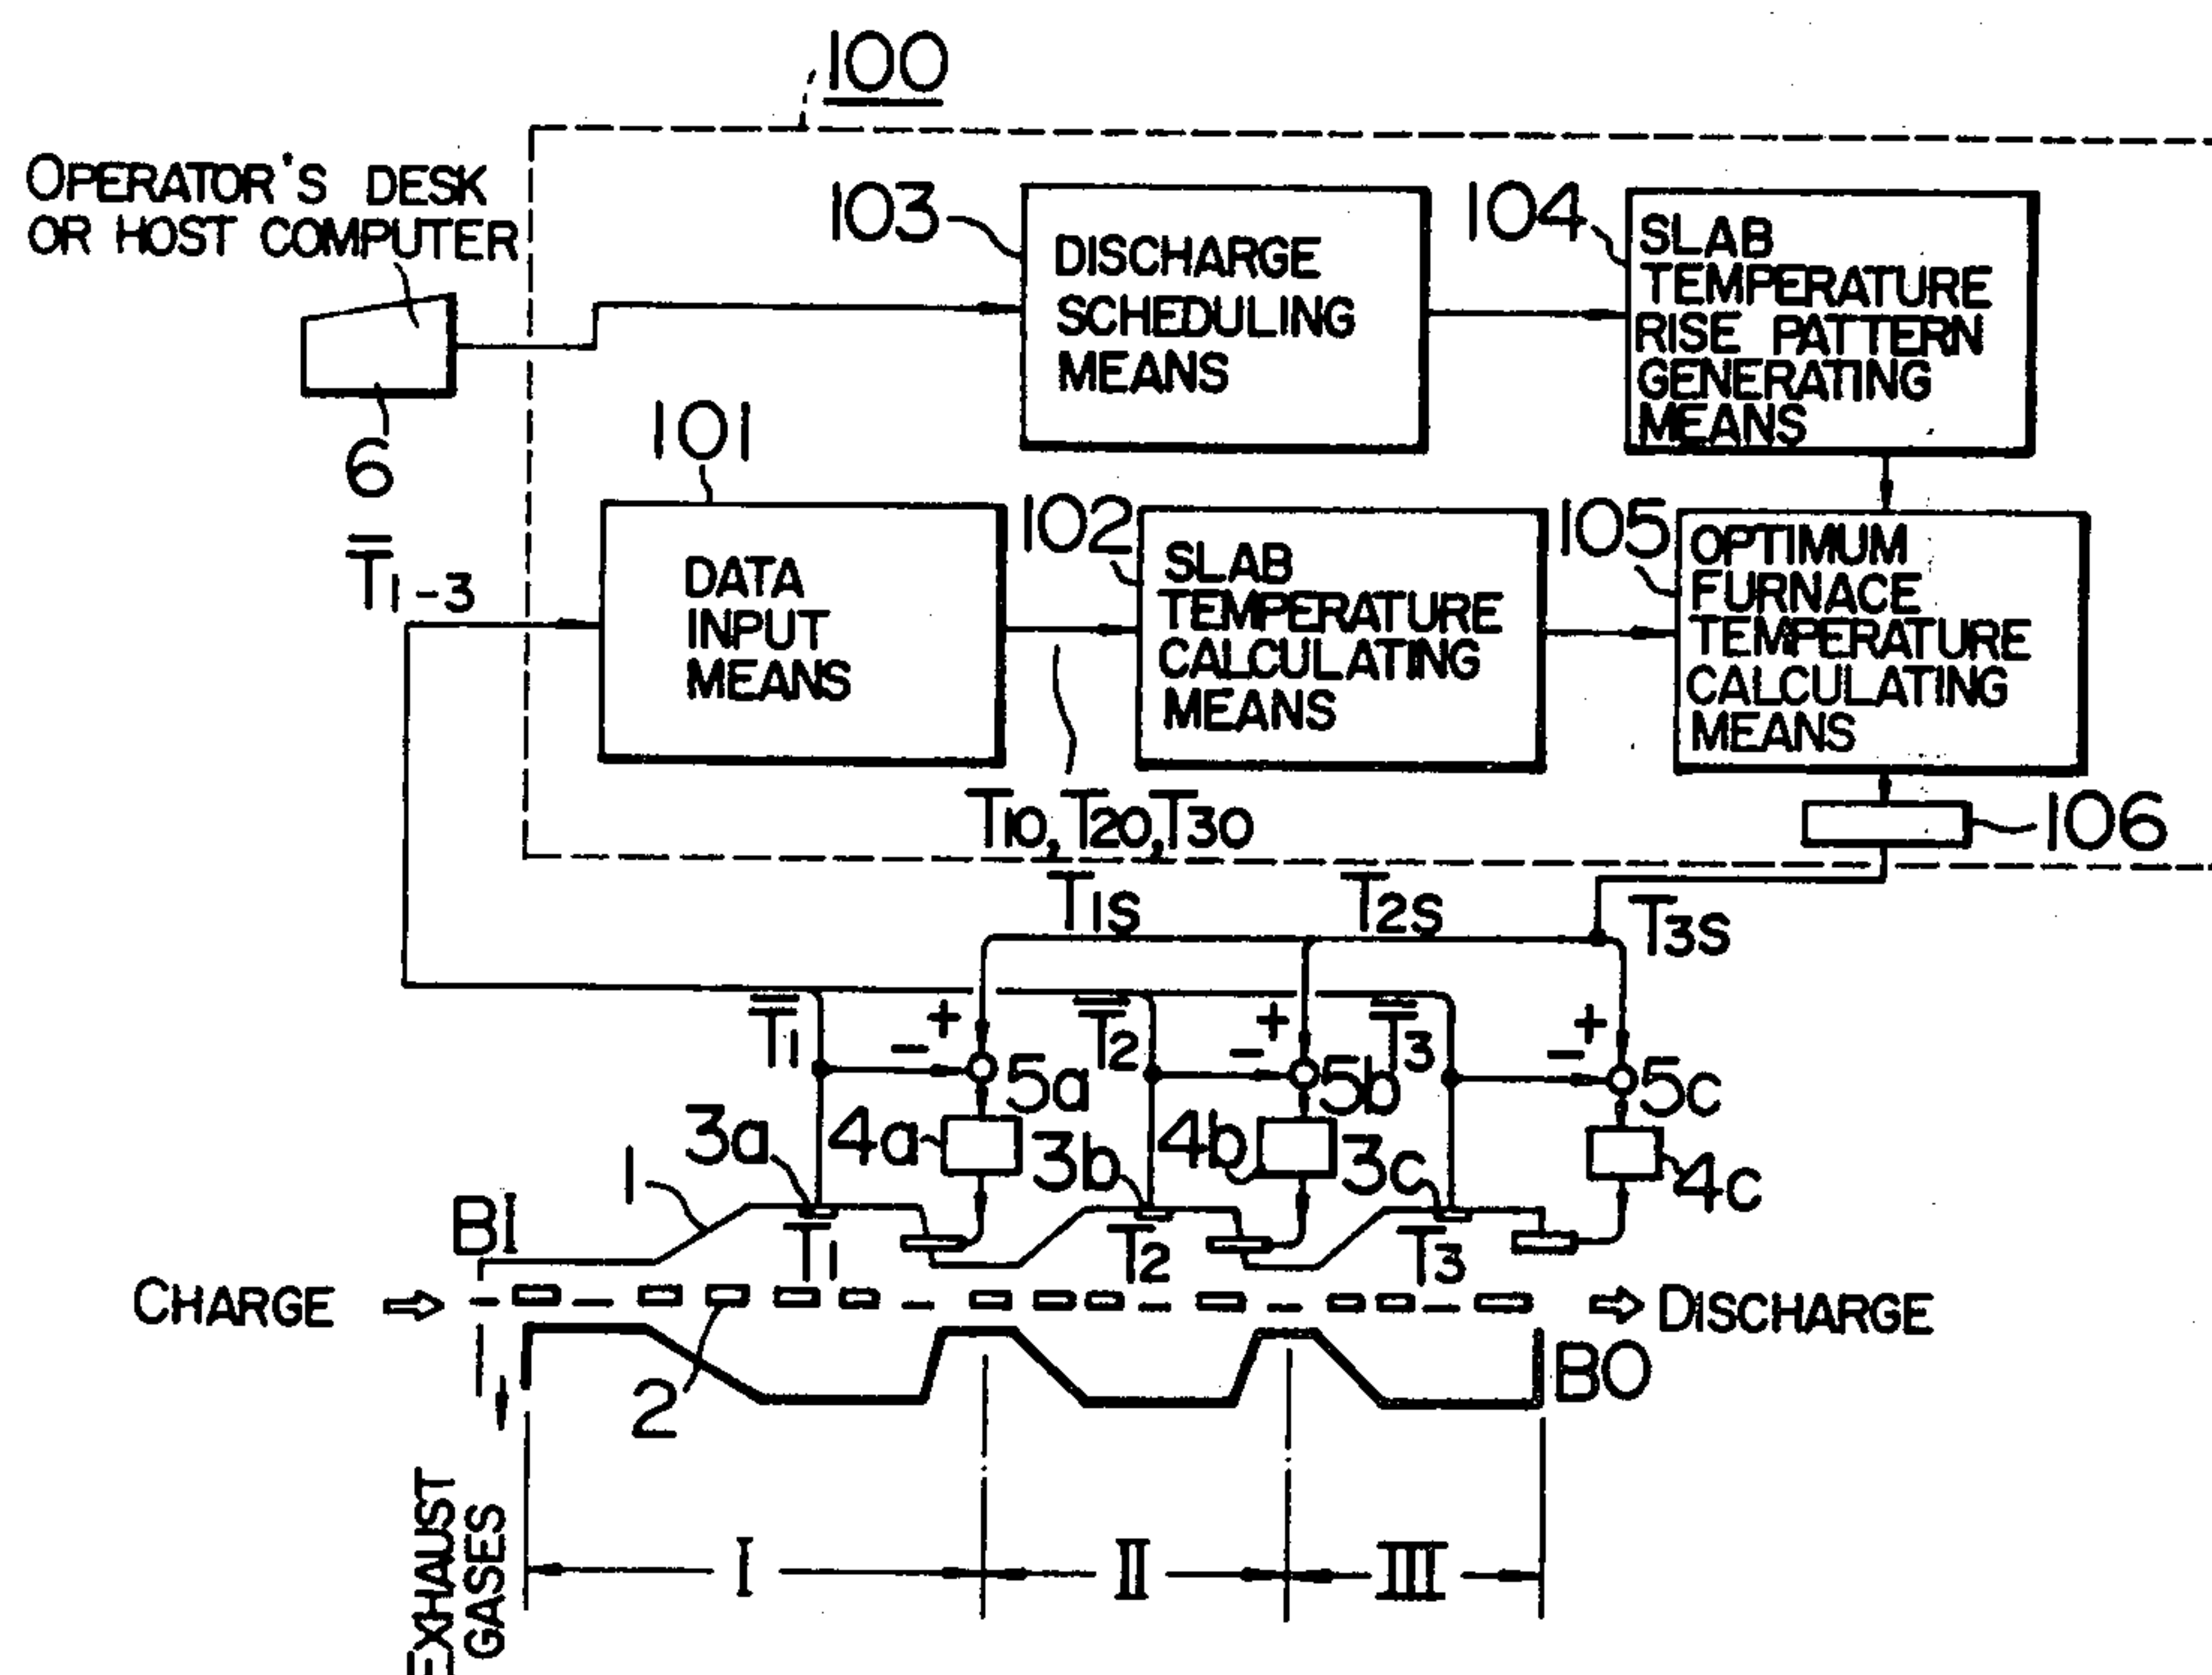 100
OPERATOR'S DESK
OR HOST COMPUTER
6
103
DISCHARGE
SCHEDULING
MEANS
104
SLAB
TEMPERATURE
RISE PATTERN
GENERATING
MEANS
101
DATA
INPUT
MEANS
102
SLAB
TEMPERATURE
CALCULATING
MEANS
105
OPTIMUM
FURNACE
TEMPERATURE
CALCULATING
MEANS
T̅1-3
T10, T20, T30
106
T1S
T2S
T3S
T̅1
+
-
5a
T̅2
+
-
5b
T̅3
+
-
5c
3a
4a
3b
4b
3c
4c
1
BI
T1
T2
T3
CHARGE
DISCHARGE
2
BO
EXHAUST
GASES
I
II
III